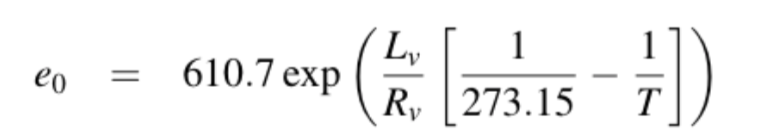 e₀ = 610.7 exp ( Lᵥ / Rᵥ [ 1 / 273.15 − 1 / T ] )